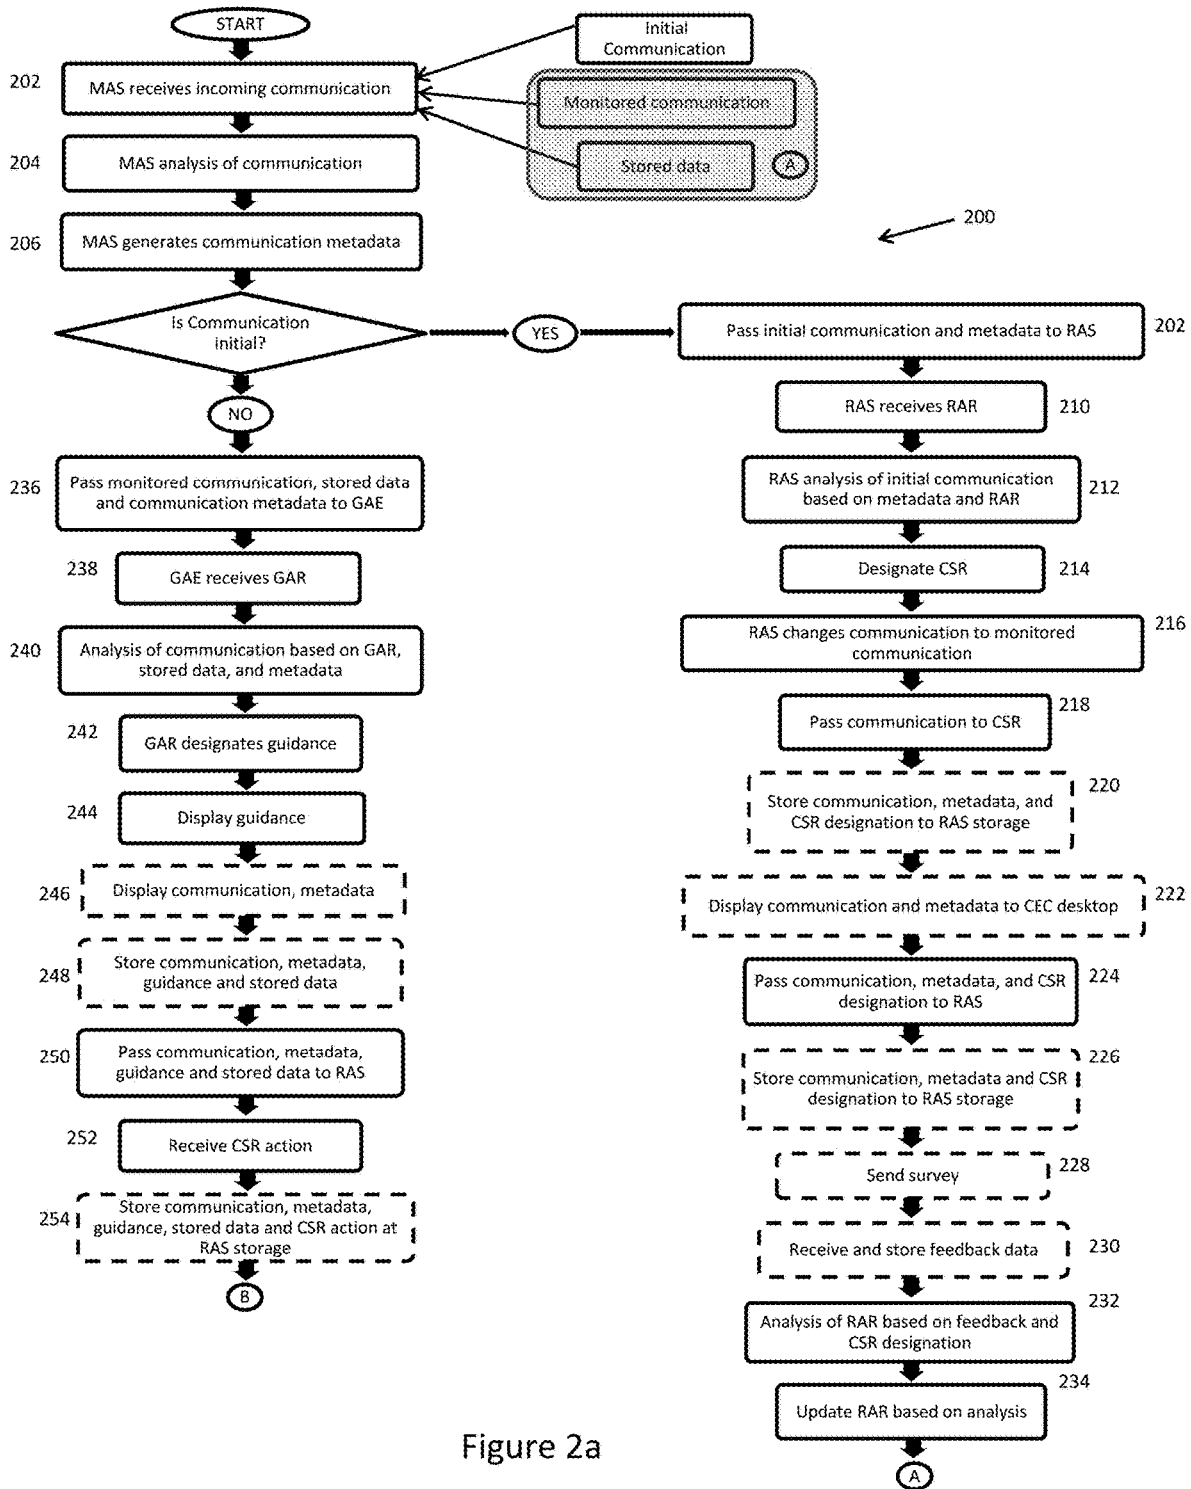 START
Initial
Communication
202
MAS receives incoming communication
Monitored communication
204
MAS analysis of communication
Stored data
A
206
MAS generates communication metadata
200
Is Communication
initial?
YES
Pass initial communication and metadata to RAS
202
NO
RAS receives RAR
210
236
Pass monitored communication, stored data
and communication metadata to GAE
RAS analysis of initial communication
based on metadata and RAR
212
238
GAE receives GAR
Designate CSR
214
240
Analysis of communication based on GAR,
stored data, and metadata
RAS changes communication to monitored
communication
216
242
GAR designates guidance
Pass communication to CSR
218
244
Display guidance
Store communication, metadata, and
CSR designation to RAS storage
220
246
Display communication, metadata
Display communication and metadata to CEC desktop
222
248
Store communication, metadata,
guidance and stored data
Pass communication, metadata, and CSR
designation to RAS
224
250
Pass communication, metadata,
guidance and stored data to RAS
Store communication, metadata and CSR
designation to RAS storage
226
252
Receive CSR action
Send survey
228
254
Store communication, metadata,
guidance, stored data and CSR action at
RAS storage
Receive and store feedback data
230
B
Analysis of RAR based on feedback and
CSR designation
232
Update RAR based on analysis
234
Figure 2a
A